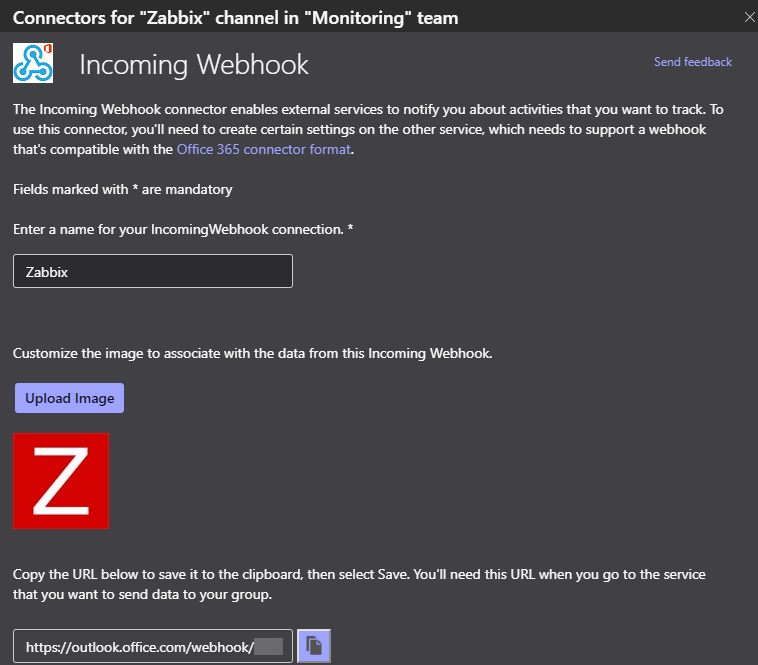 Connectors for "Zabbix" channel in "Monitoring" team
Incoming Webhook
Send feedback
The Incoming Webhook connector enables external services to notify you about activities that you want to track. To
use this connector, you'll need to create certain settings on the other service, which needs to support a webhook
that's compatible with the Office 365 connector format.
Fields marked with * are mandatory
Enter a name for your IncomingWebhook connection. *
Zabbix
Customize the image to associate with the data from this Incoming Webhook.
Upload Image
Z
Copy the URL below to save it to the clipboard, then select Save. You'll need this URL when you go to the service
that you want to send data to your group.
https://outlook.office.com/webhook/